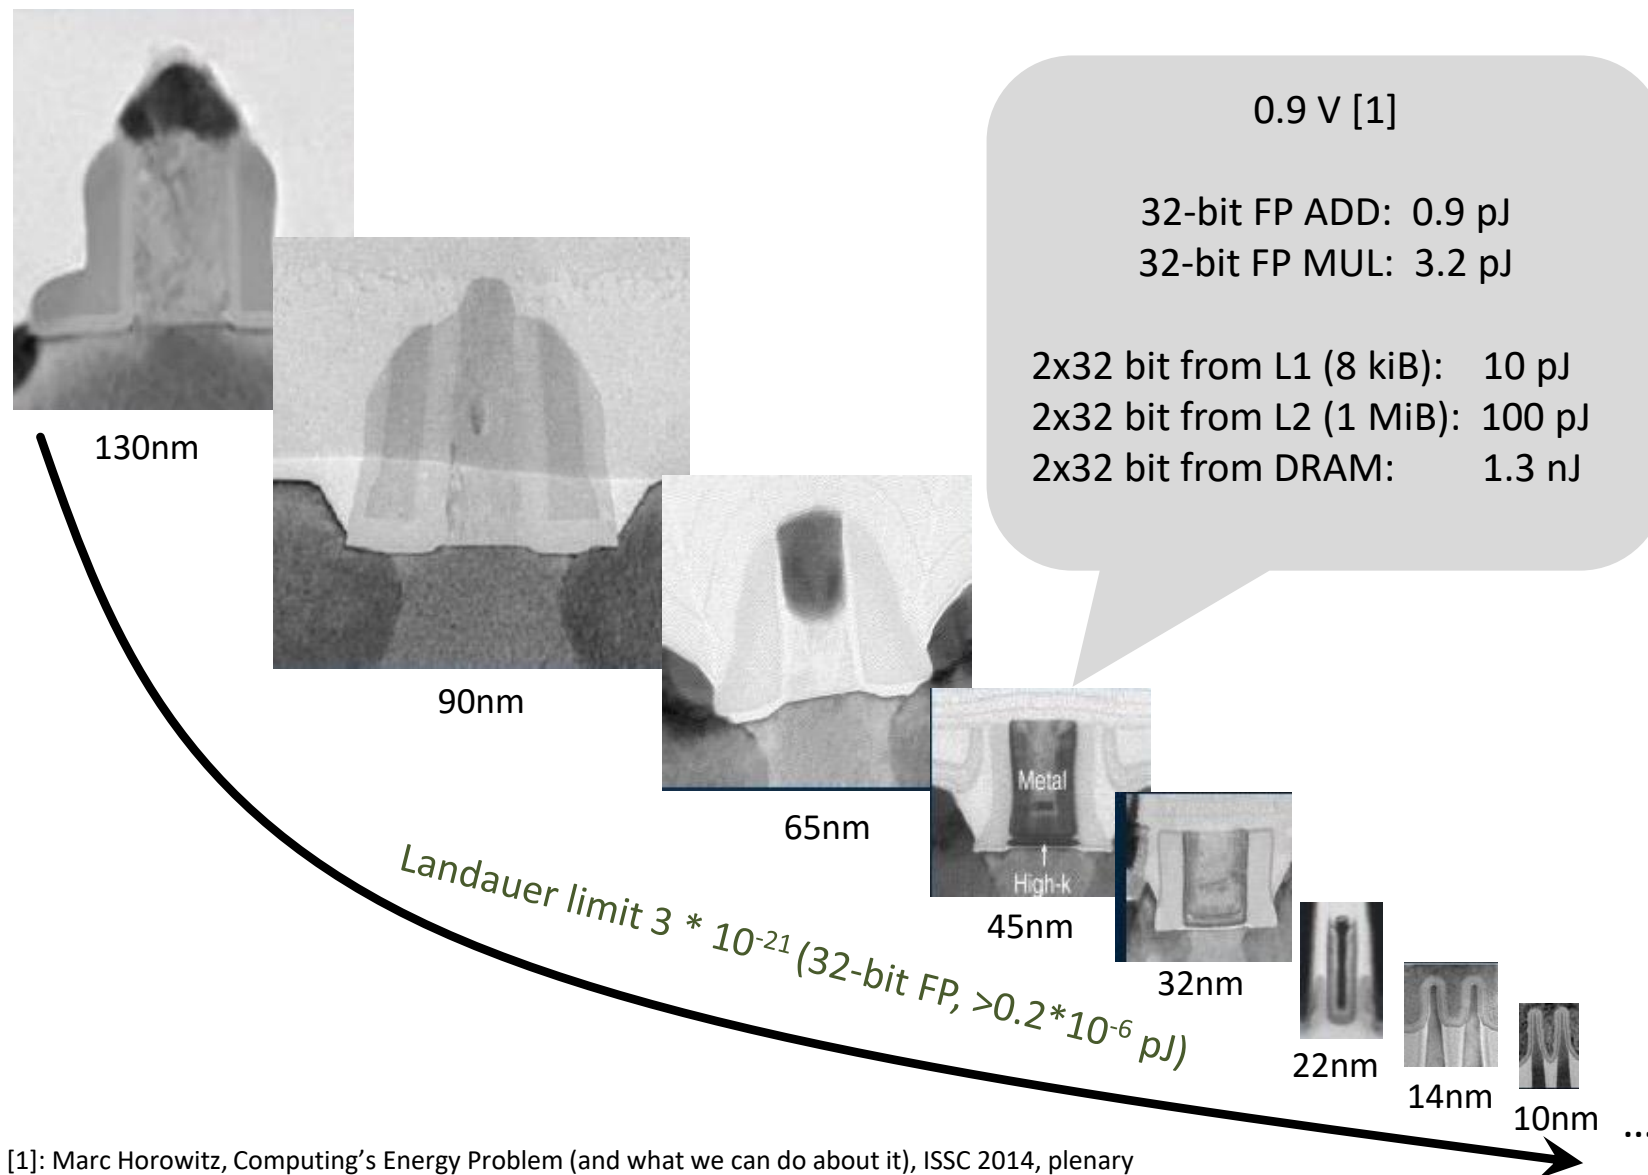 0.9 V [1]
32-bit FP ADD: 0.9 pJ
32-bit FP MUL: 3.2 pJ
2x32 bit from L1 (8 kiB): 10 pJ
2x32 bit from L2 (1 MiB): 100 pJ
2x32 bit from DRAM: 1.3 nJ
130nm
90nm
65nm
Metal
High-k
45nm
32nm
22nm
14nm
10nm
...
Landauer limit 3 * 10⁻²¹ (32-bit FP, >0.2*10⁻⁶ pJ)
[1]: Marc Horowitz, Computing’s Energy Problem (and what we can do about it), ISSC 2014, plenary